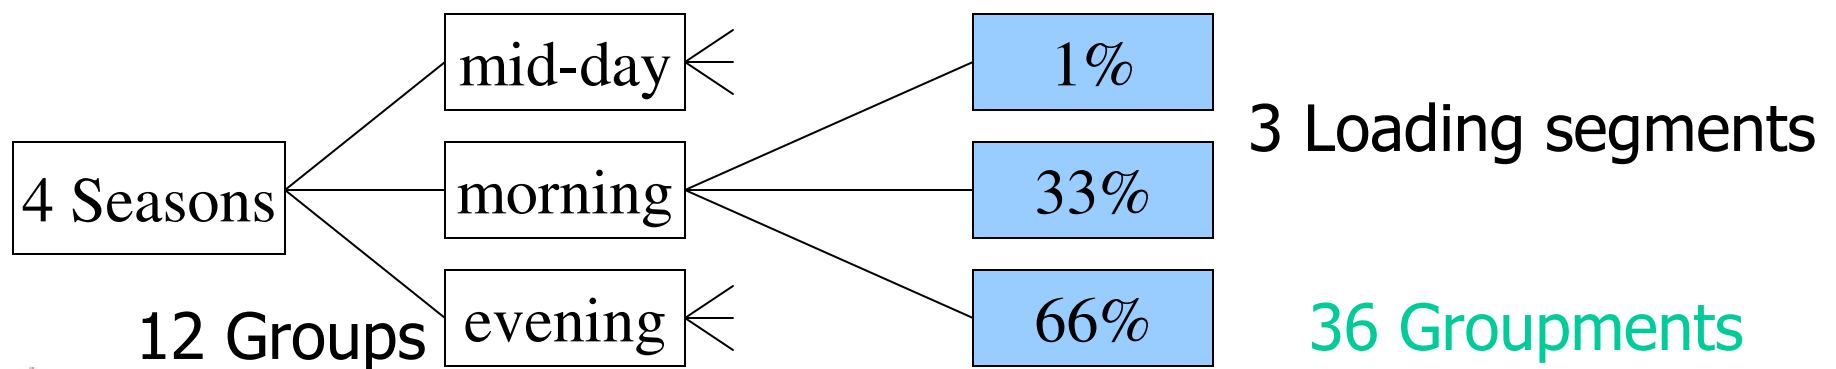 mid-day
1%
3 Loading segments
4 Seasons
morning
33%
12 Groups
evening
66%
36 Groupments